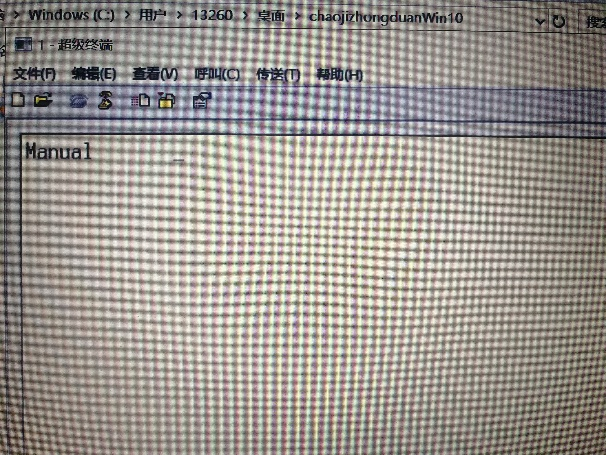 Windows (C:) > 用户 > 13260 > 桌面 > chaojizhongduanWin10
1 - 超级终端
文件(F) 编辑(E) 查看(V) 呼叫(C) 传送(T) 帮助(H)
Manual _